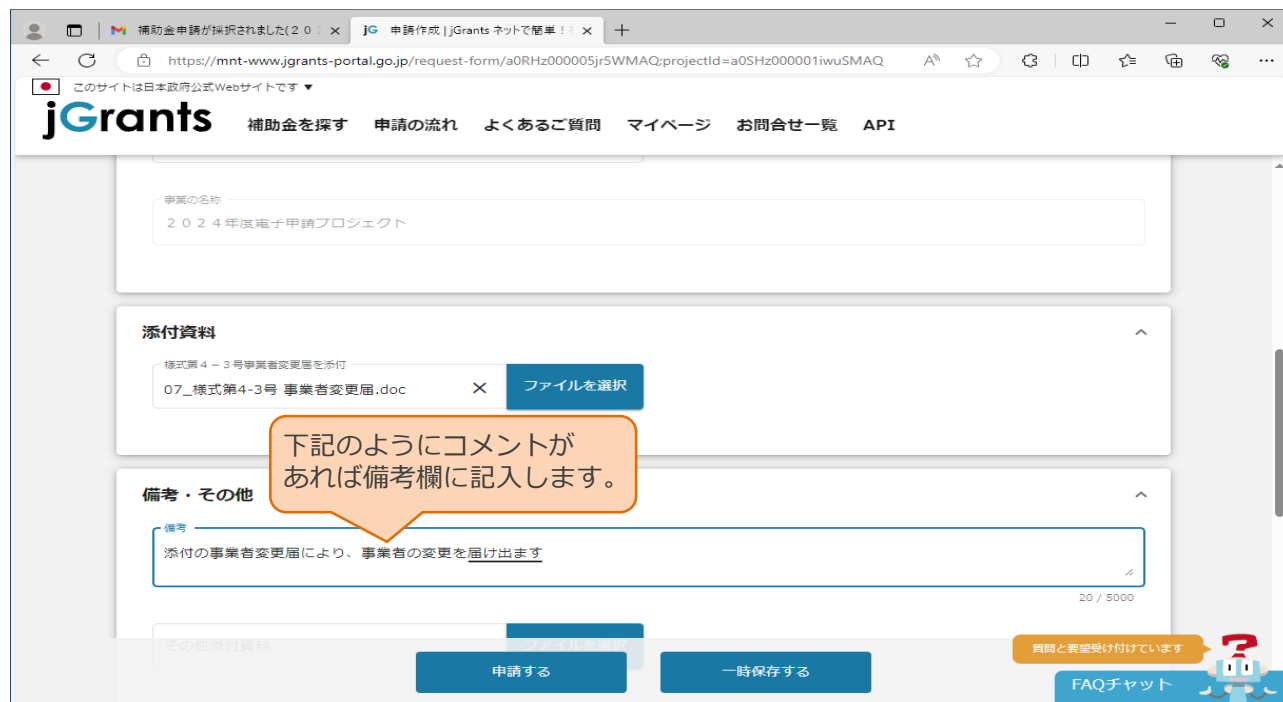 補助金申請が採択されました(２０
jG 申請作成 | jGrants ネットで簡単！
https://mnt-www.jgrants-portal.go.jp/request-form/a0RHz000005jr5WMAQ;projectId=a0SHz000001iwuSMAQ
このサイトは日本政府公式Webサイトです ▼
jGrants 補助金を探す 申請の流れ よくあるご質問 マイページ お問合せ一覧 API
事業の名称
２０２４年度電子申請プロジェクト
添付資料
様式第４－３号事業者変更届を添付
07_様式第4-3号 事業者変更届.doc
ファイルを選択
下記のようにコメントが
あれば備考欄に記入します。
備考・その他
備考
添付の事業者変更届により、事業者の変更を届け出ます
20 / 5000
その他添付資料 ファイルを選択
申請する 一時保存する
質問と要望受け付けています
FAQチャット